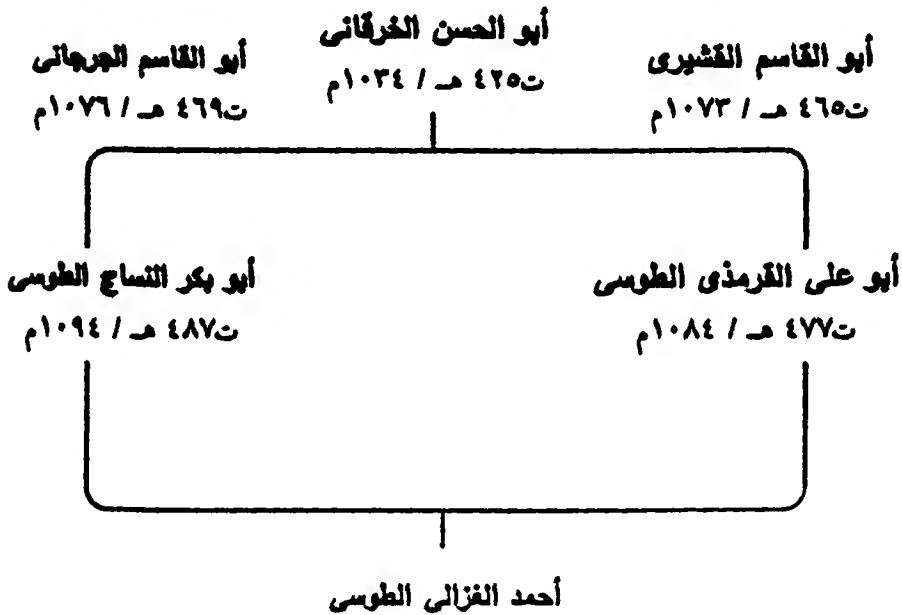 أبو الحسن الخرقانى
ت٤٢٥ هـ / ١٠٣٤م
أبو القاسم القشيرى
ت٤٦٥ هـ / ١٠٧٣م
أبو القاسم الجرجانى
ت٤٦٩ هـ / ١٠٧٦م
أبو على القرمذى الطوسى
ت٤٧٧ هـ / ١٠٨٤م
أبو بكر النساج الطوسى
ت٤٨٧ هـ / ١٠٩٤م
أحمد الغزالى الطوسى